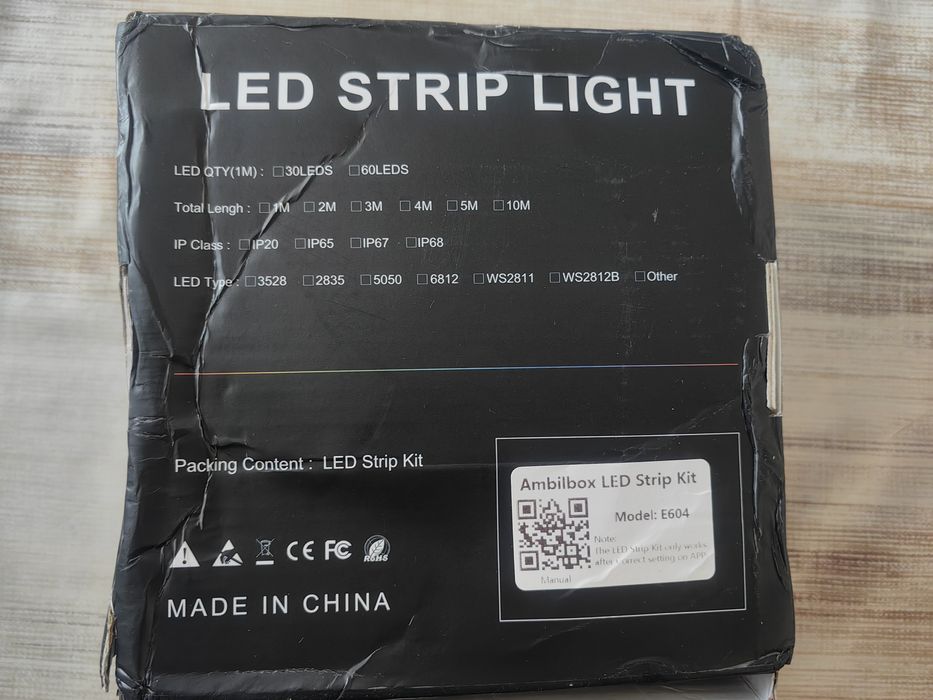 LED STRIP LIGHT
LED QTY(1M) : □30LEDS □60LEDS
Total Lengh : □1M □2M □3M □4M □5M □10M
IP Class : □IP20 □IP65 □IP67 □IP68
LED Type : □3528 □2835 □5050 □6812 □WS2811 □WS2812B □Other
Packing Content : LED Strip Kit
Ambilbox LED Strip Kit
Model: E604
Note:
The LED Strip Kit only works
after correct setting on APP
Manual
CE FC RoHS
MADE IN CHINA